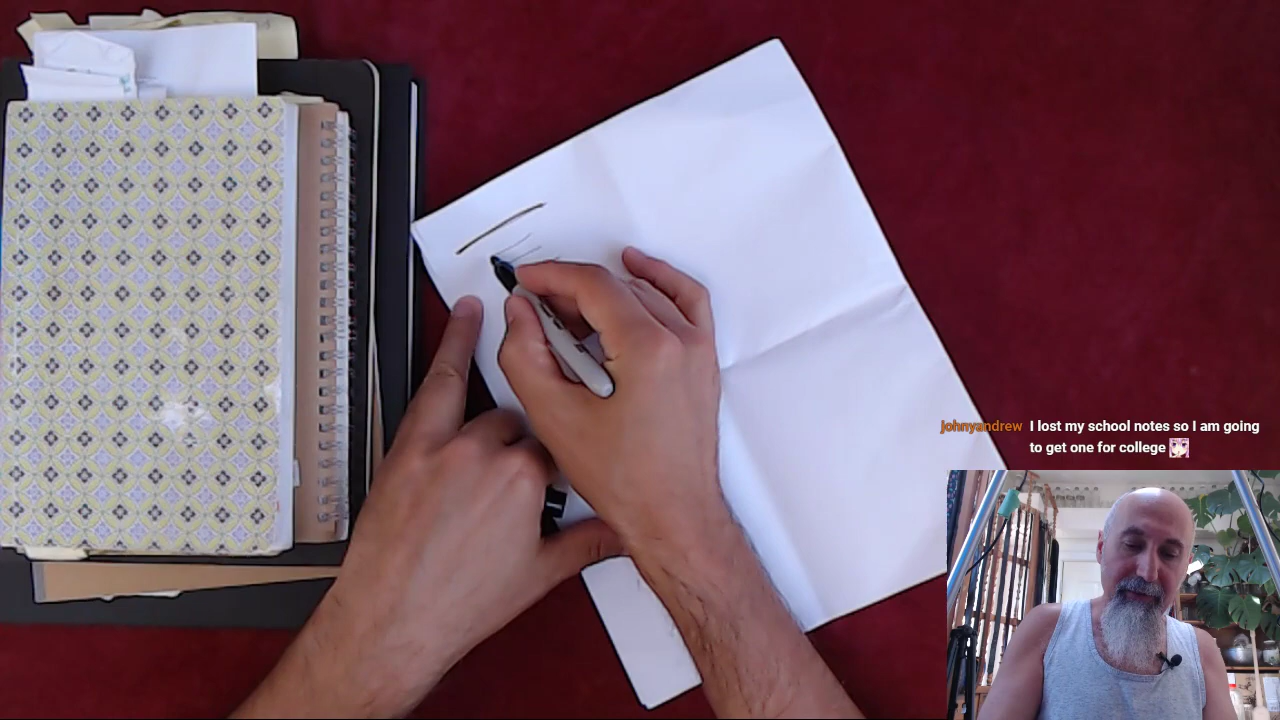 johnyandrew I lost my school notes so I am going
to get one for college